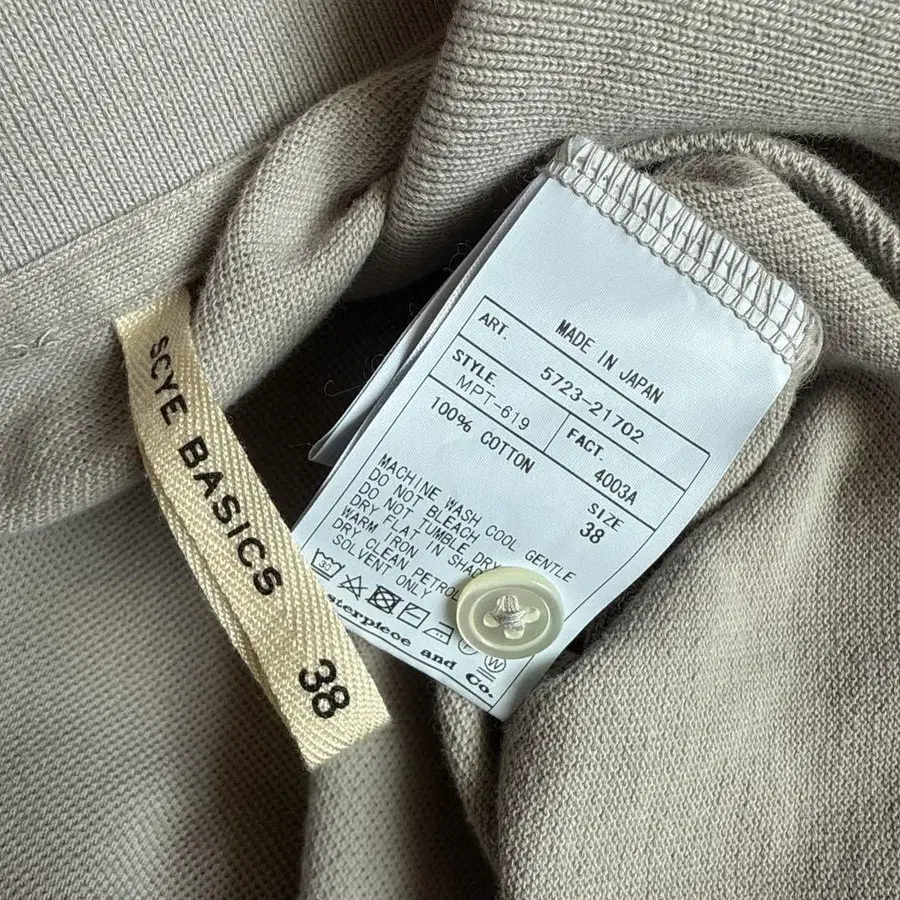 SCYE BASICS
38
MADE IN JAPAN
ART. 5723-21702
STYLE. FACT. SIZE
MPT-619 4003A 38
100% COTTON
MACHINE WASH COOL GENTLE
DO NOT BLEACH
DO NOT TUMBLE DRY
DRY FLAT IN
WARM IRON
DRY CLEAN
SOLVENT ONLY
30
W
and Co.